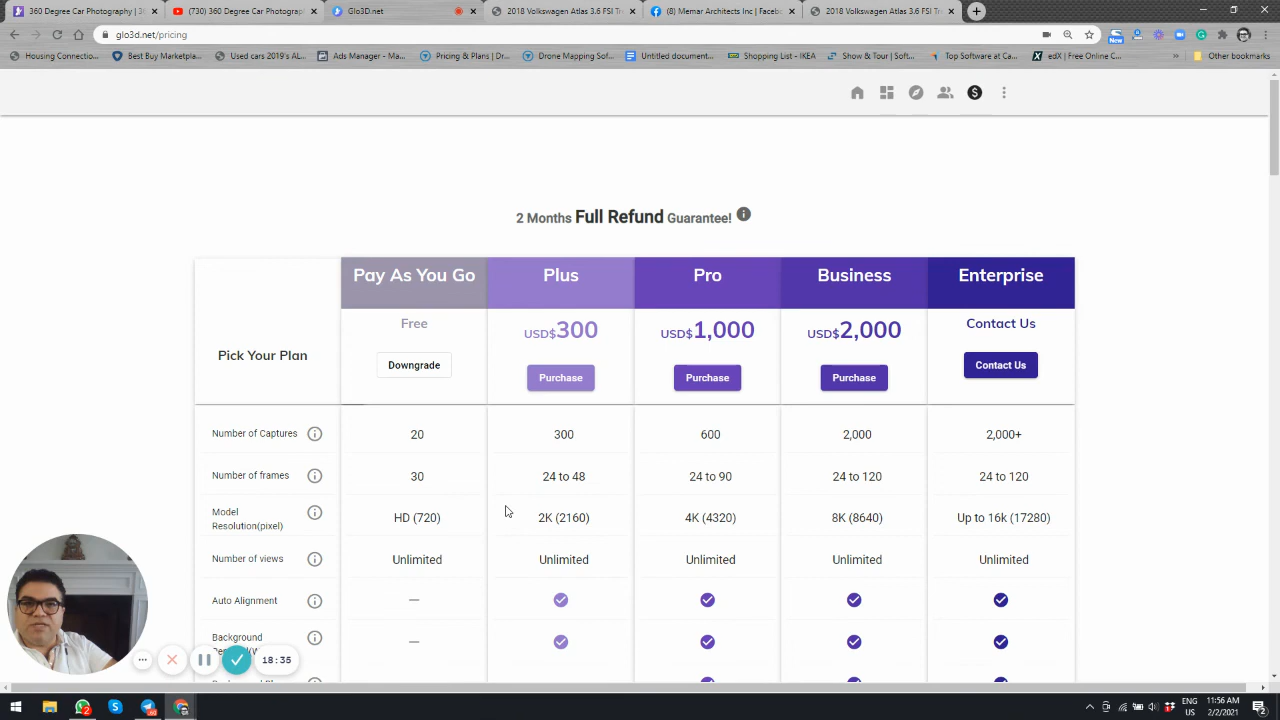 360 Degree Car Photography | 3
(730) 360 Degree Car Photograp
Glo3D.net
2018 Volkswagen Atlas 3.6 FSI Tr
(8) Memar Architects Inc | Faceb
2018 Volkswagen Atlas 3.6 FSI Tr
glo3d.net/pricing
New
Housing Connectio...
Best Buy Marketpla...
Used cars 2019's AL...
Ads Manager - Ma...
Pricing & Plans | Dr...
Drone Mapping Sof...
Untitled document...
Shopping List - IKEA
Show & Tour | Soft...
Top Software at Ca...
edX | Free Online C...
Other bookmarks
2 Months Full Refund Guarantee!
Pay As You Go Plus Pro Business Enterprise
Free USD$300 USD$1,000 USD$2,000 Contact Us
Pick Your Plan
Downgrade Purchase Purchase Purchase Contact Us
Number of Captures 20 300 600 2,000 2,000+
Number of frames 30 24 to 48 24 to 90 24 to 120 24 to 120
Model
Resolution(pixel) HD (720) 2K (2160) 4K (4320) 8K (8640) Up to 16k (17280)
Number of views Unlimited Unlimited Unlimited Unlimited Unlimited
Auto Alignment
Background
18:35
ENG
US
11:56 AM
2/2/2021